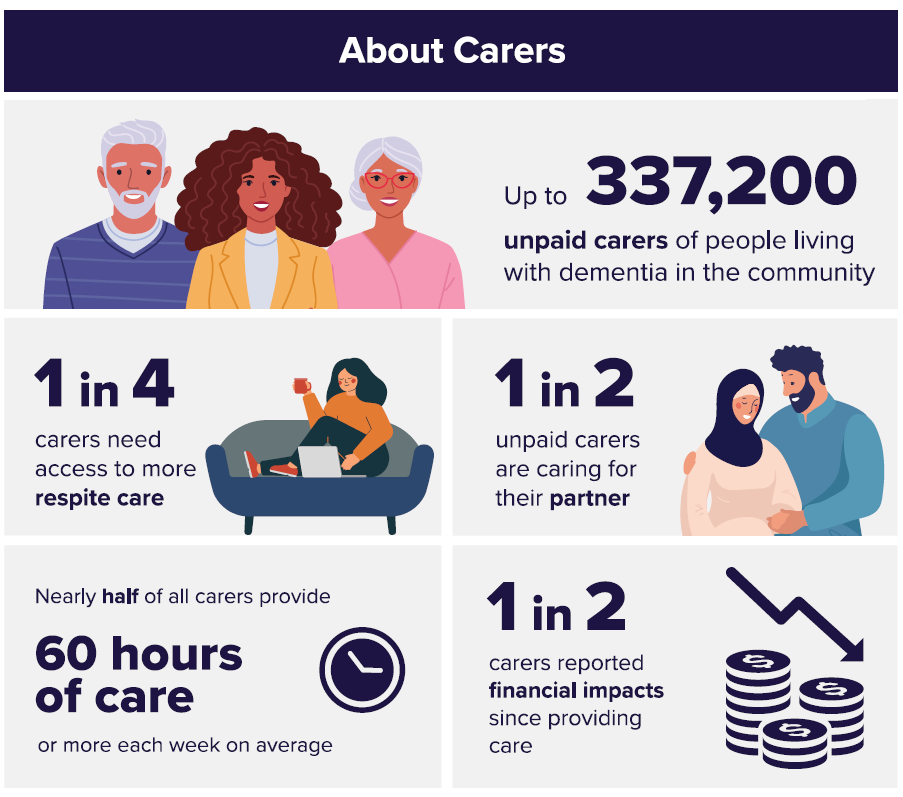 About Carers
Up to 337,200
unpaid carers of people living
with dementia in the community
1 in 4
carers need
access to more
respite care
1 in 2
unpaid carers
are caring for
their partner
Nearly half of all carers provide
60 hours
of care
or more each week on average
1 in 2
carers reported
financial impacts
since providing
care
$
$
$